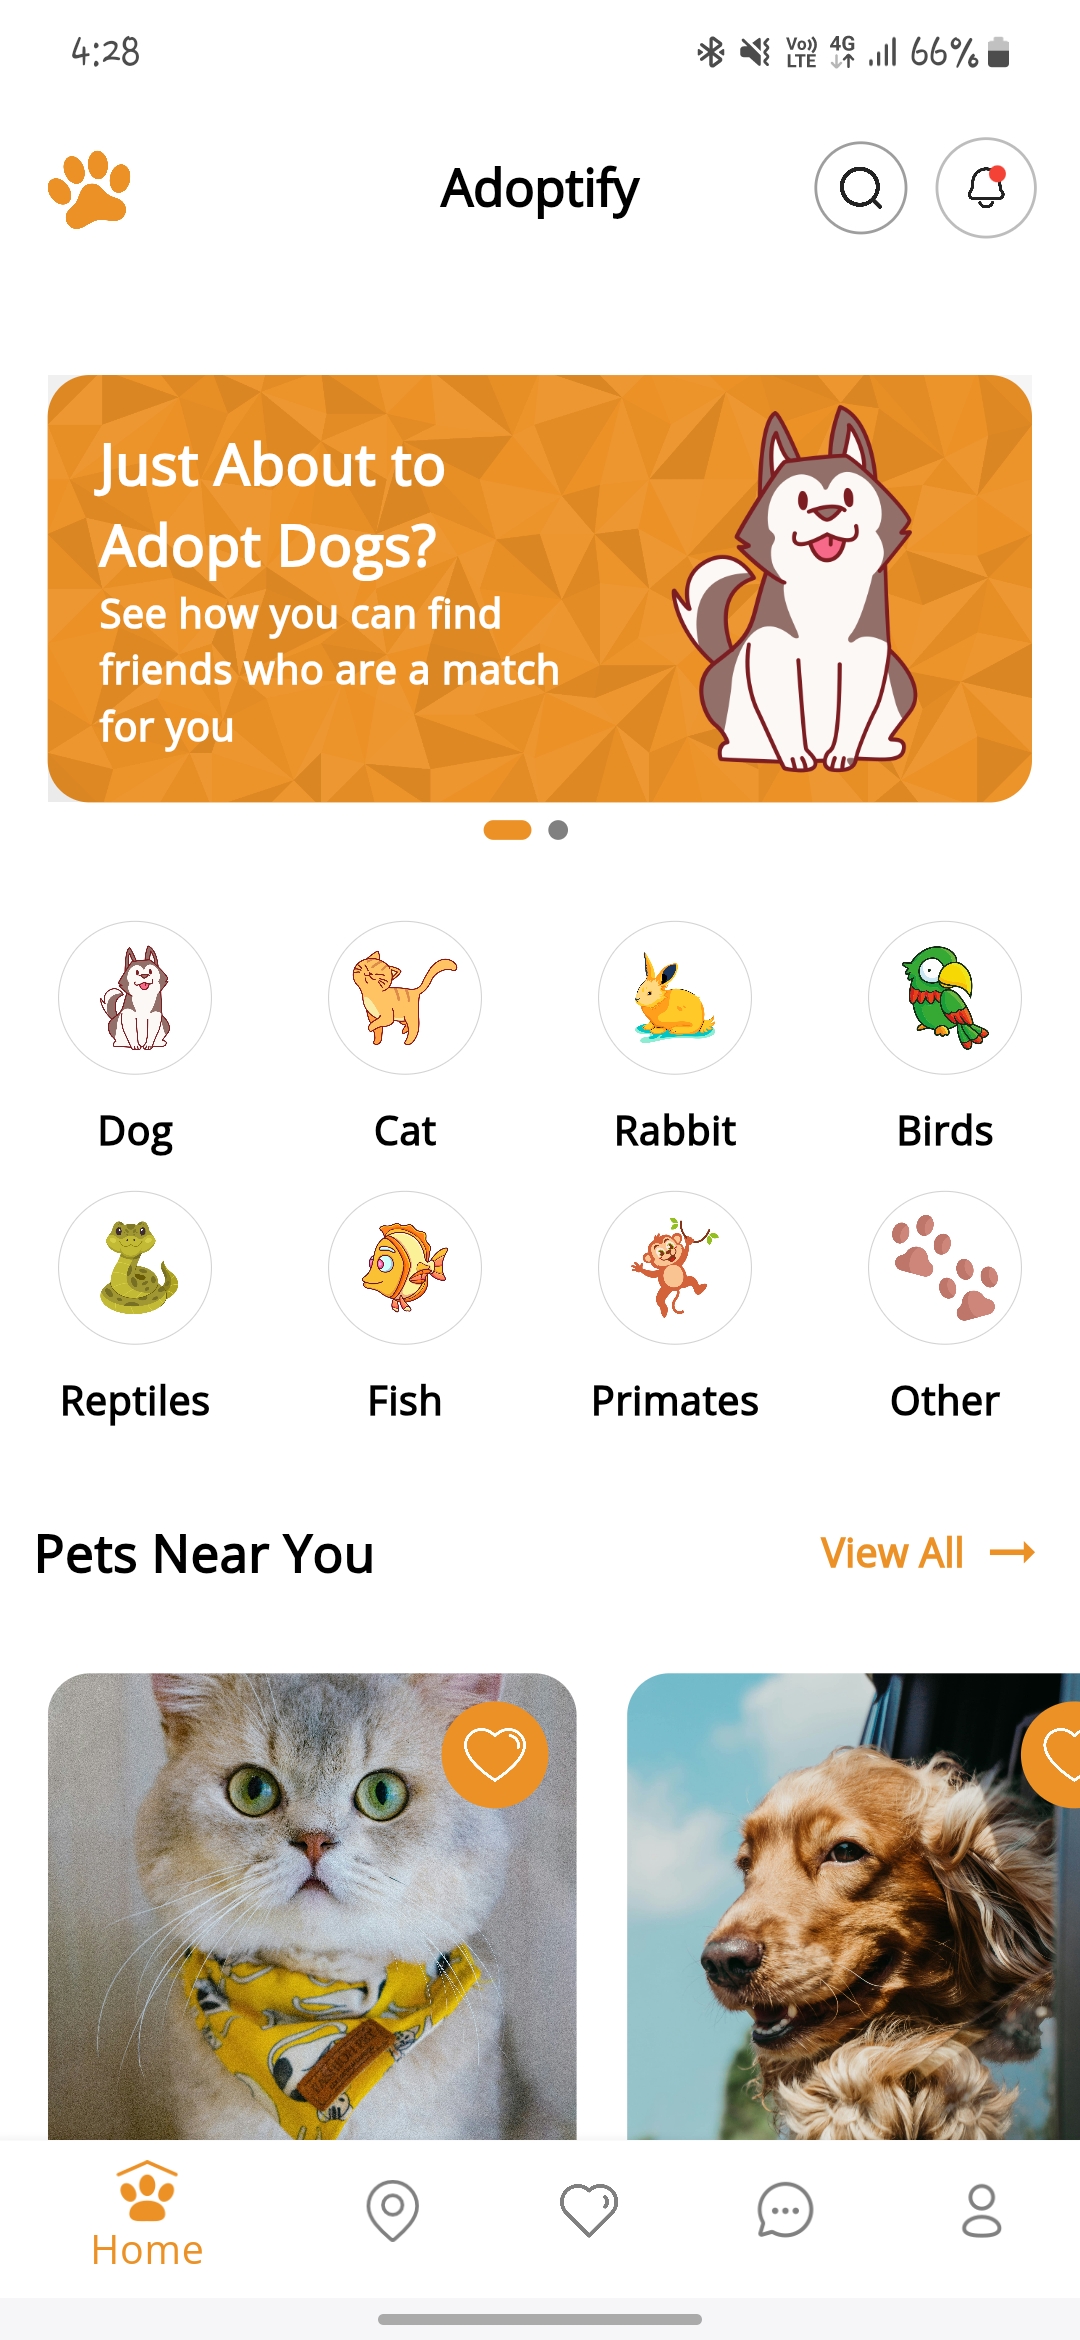 4:28
Vo)) LTE 4G 66%
Adoptify
Just About to
Adopt Dogs?
See how you can find
friends who are a match
for you
Dog Cat Rabbit Birds
Reptiles Fish Primates Other
Pets Near You View All
Home